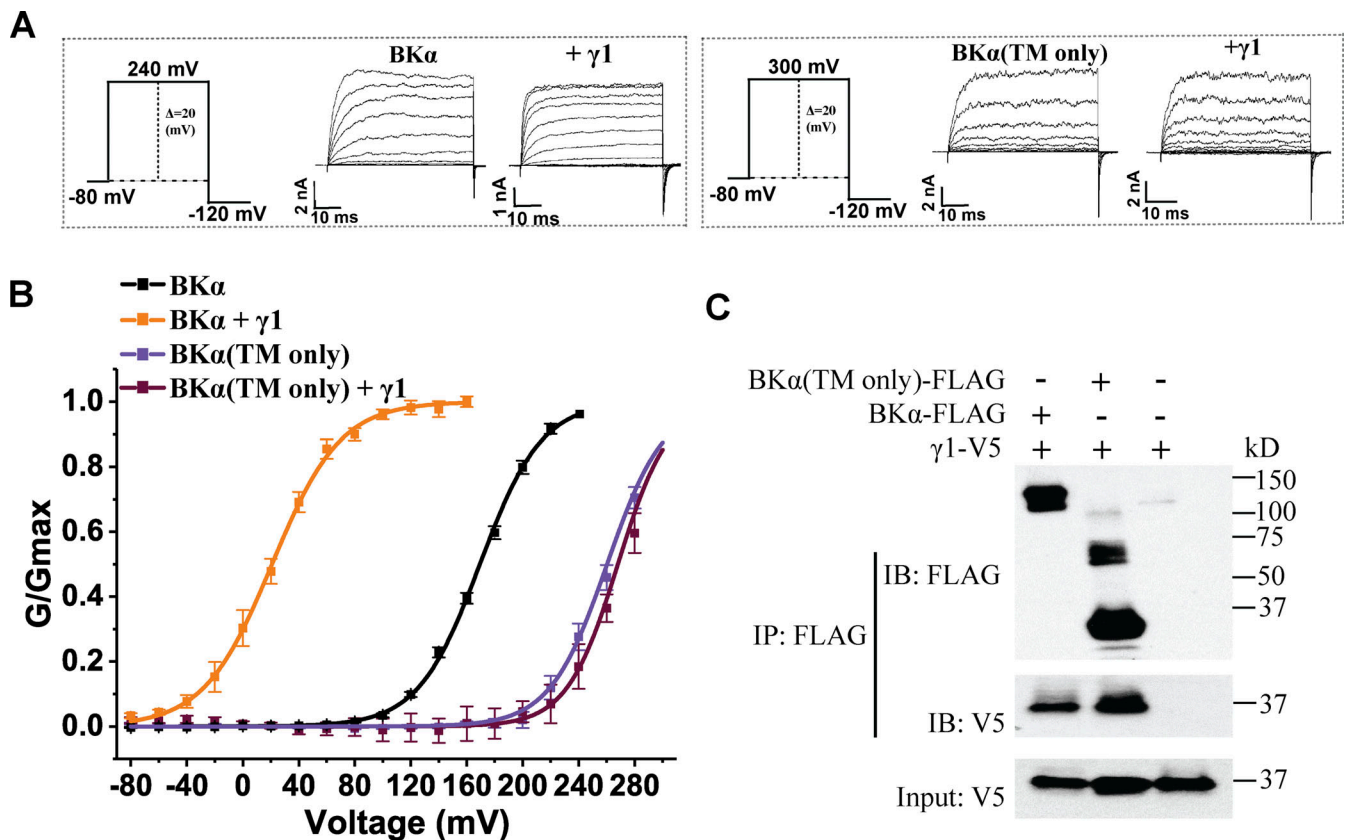 A
240 mV
Δ=20
(mV)
-80 mV
-120 mV
BKα
2 nA
10 ms
+ γ1
1 nA
10 ms
300 mV
Δ=20
(mV)
-80 mV
-120 mV
BKα(TM only)
2 nA
10 ms
+γ1
2 nA
10 ms
B
BKα
BKα + γ1
BKα(TM only)
BKα(TM only) + γ1
G/Gmax
1.0
0.8
0.6
0.4
0.2
0.0
-80 -40 0 40 80 120 160 200 240 280
Voltage (mV)
C
BKα(TM only)-FLAG - + -
BKα-FLAG + - -
γ1-V5 + + + kD
150
100
75
50
37
IB: FLAG
IP: FLAG
IB: V5
37
Input: V5
37